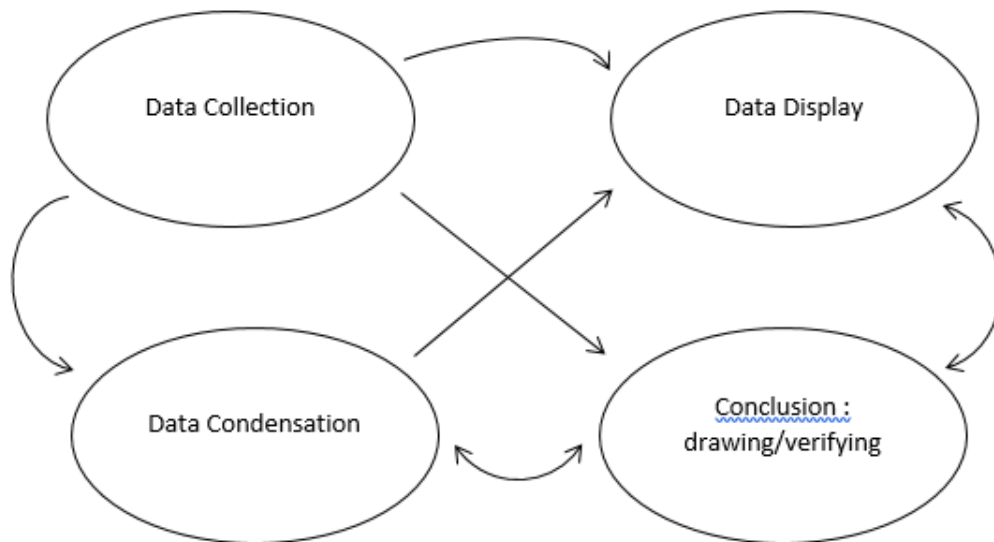 Data Collection
Data Display
Data Condensation
Conclusion :
drawing/verifying